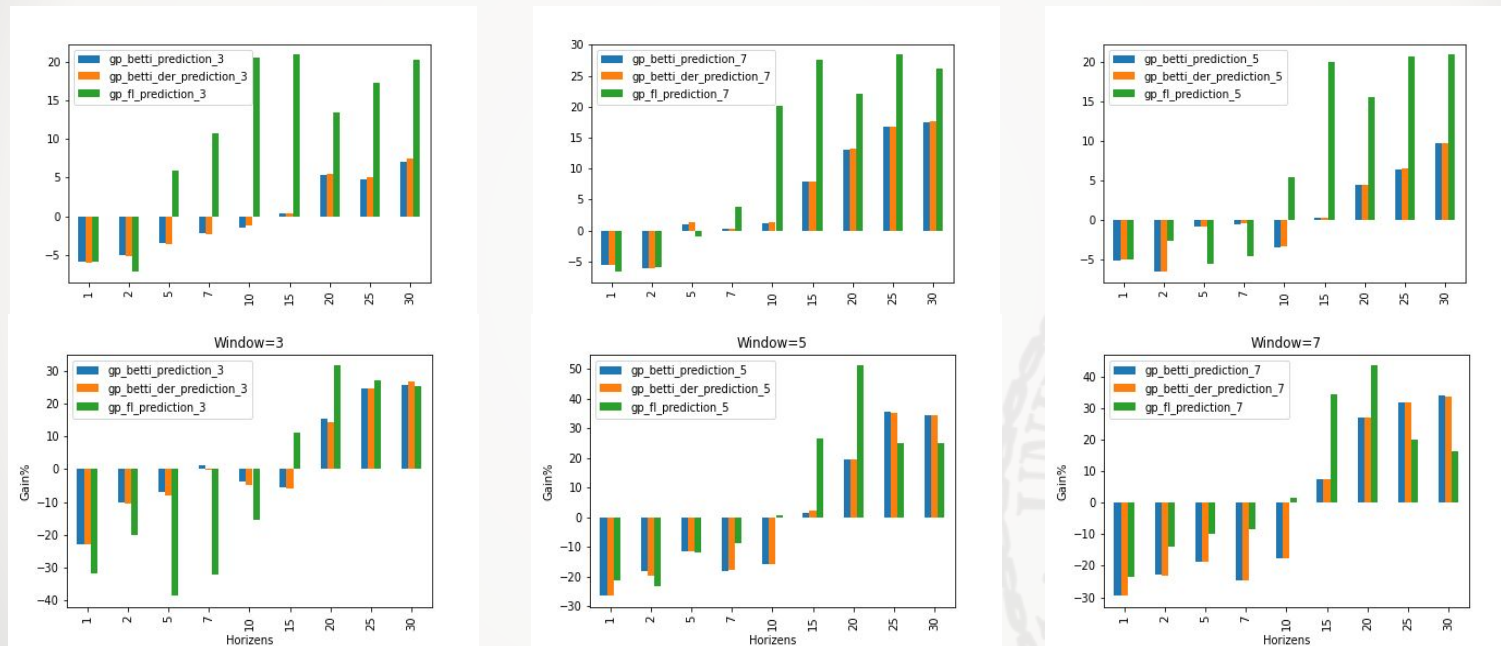 20
15
10
5
0
−5
gp_betti_prediction_3
gp_betti_der_prediction_3
gp_fl_prediction_3
1 2 5 7 10 15 20 25 30
30
25
20
15
10
5
0
−5
gp_betti_prediction_7
gp_betti_der_prediction_7
gp_fl_prediction_7
1 2 5 7 10 15 20 25 30
20
15
10
5
0
−5
gp_betti_prediction_5
gp_betti_der_prediction_5
gp_fl_prediction_5
1 2 5 7 10 15 20 25 30
Window=3
Gain%
30
20
10
0
−10
−20
−30
−40
gp_betti_prediction_3
gp_betti_der_prediction_3
gp_fl_prediction_3
1 2 5 7 10 15 20 25 30
Horizens
Window=5
Gain%
50
40
30
20
10
0
−10
−20
−30
gp_betti_prediction_5
gp_betti_der_prediction_5
gp_fl_prediction_5
1 2 5 7 10 15 20 25 30
Horizens
Window=7
Gain%
40
30
20
10
0
−10
−20
−30
gp_betti_prediction_7
gp_betti_der_prediction_7
gp_fl_prediction_7
1 2 5 7 10 15 20 25 30
Horizens